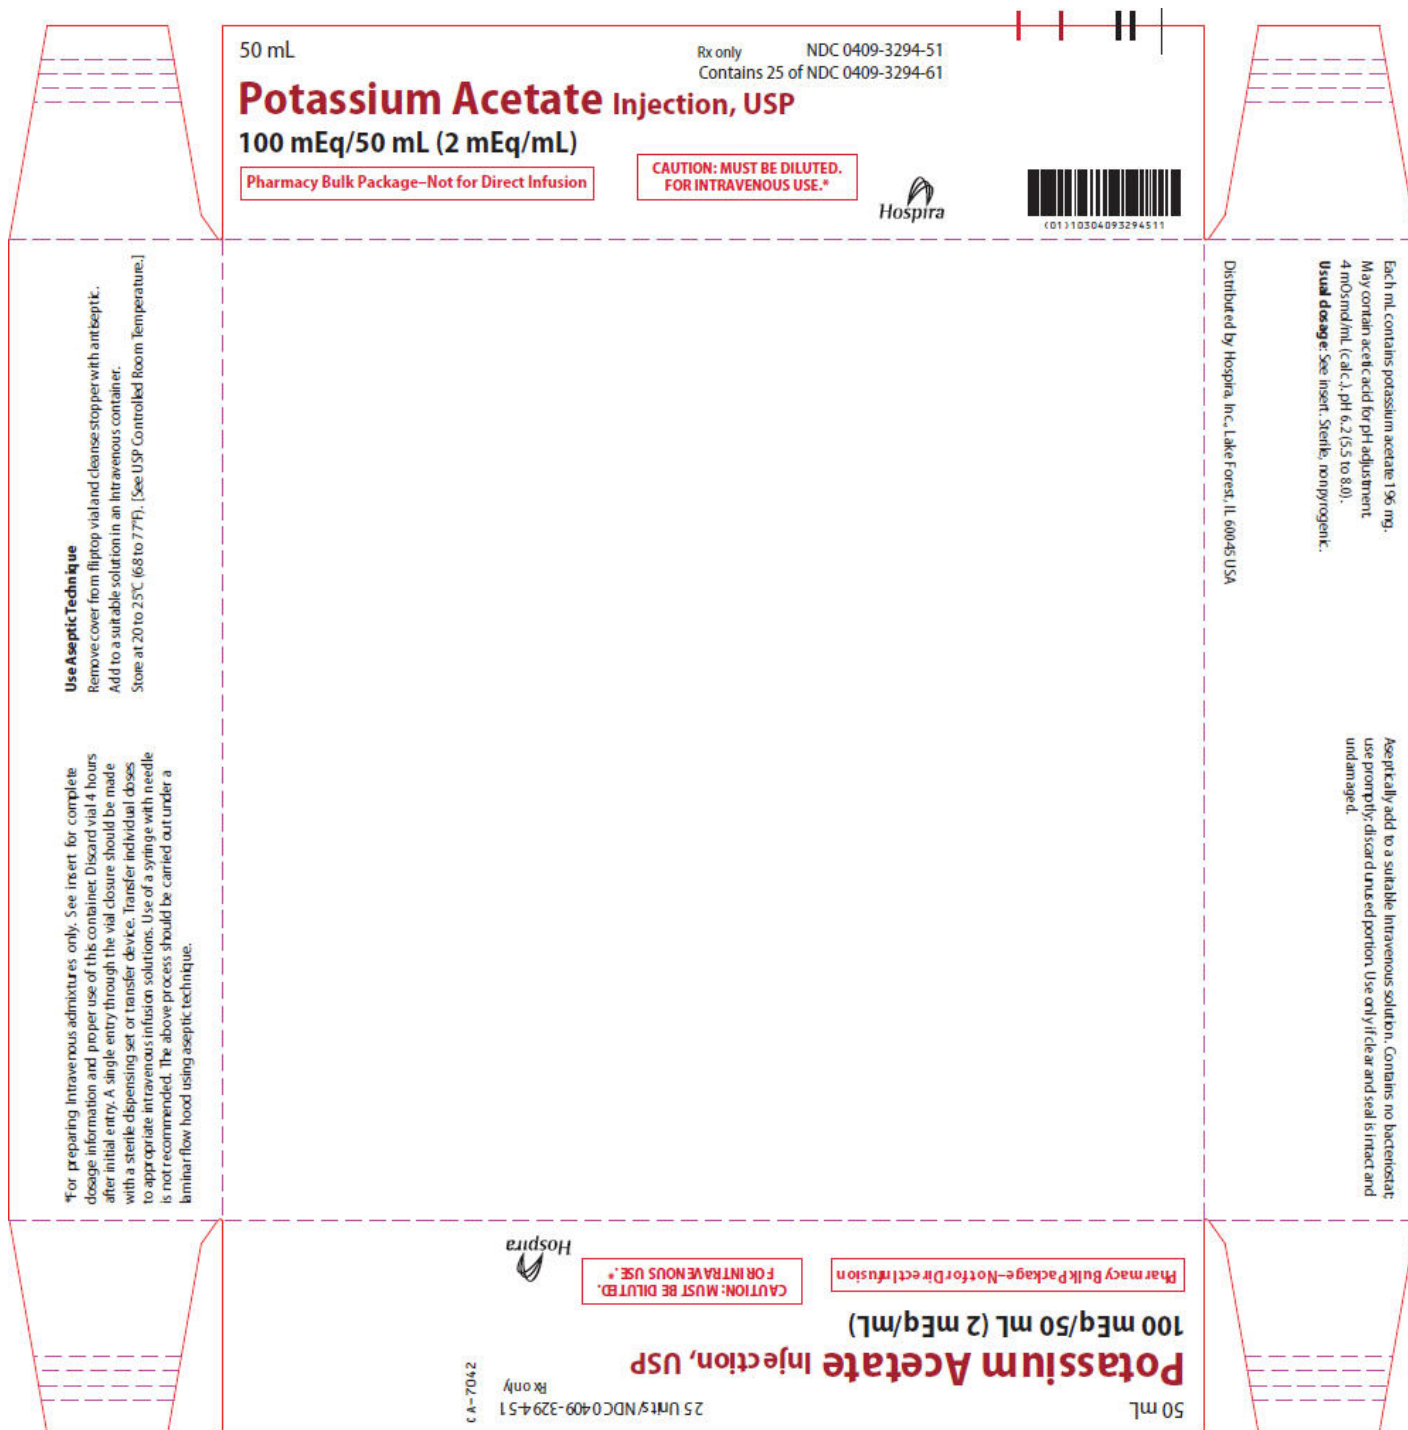 50 mL
Rx only NDC 0409-3294-51
Contains 25 of NDC 0409-3294-61
Potassium Acetate Injection, USP
100 mEq/50 mL (2 mEq/mL)
Pharmacy Bulk Package–Not for Direct Infusion
CAUTION: MUST BE DILUTED.
FOR INTRAVENOUS USE.*
Hospira
(01)10304093294511
Use Aseptic Technique
Remove cover from fliptop vial and cleanse stopper with antiseptic.
Add to a suitable solution in an Intravenous container.
Store at 20 to 25°C (68 to 77°F). [See USP Controlled Room Temperature.]
*For preparing Intravenous admixtures only. See insert for complete
dosage information and proper use of this container. Discard vial 4 hours
after initial entry. A single entry through the vial closure should be made
with a sterile dispensing set or transfer device. Transfer individual doses
to appropriate intravenous infusion solutions. Use of a syringe with needle
is not recommended. The above process should be carried out under a
laminar flow hood using aseptic technique.
Each mL contains potassium acetate 196 mg.
May contain acetic acid for pH adjustment.
4 mOsmol/mL (calc.). pH 6.2 (5.5 to 8.0).
Usual dosage: See insert. Sterile, nonpyrogenic.
Distributed by Hospira, Inc., Lake Forest, IL 60045 USA
Aseptically add to a suitable Intravenous solution. Contains no bacteriostat;
use promptly; discard unused portion. Use only if clear and seal is intact and
undamaged.
50 mL
25 Units/NDC 0409-3294-51
Rx only
CA-7042
Potassium Acetate Injection, USP
100 mEq/50 mL (2 mEq/mL)
Pharmacy Bulk Package–Not for Direct Infusion
CAUTION: MUST BE DILUTED.
FOR INTRAVENOUS USE.*
Hospira